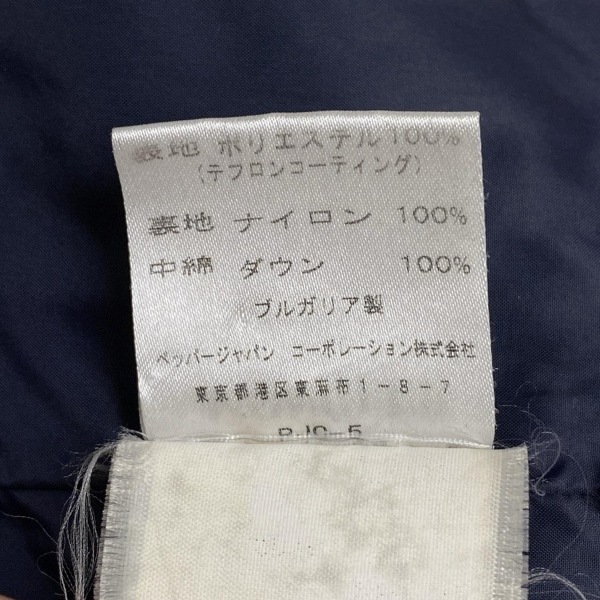 表地 ポリエステル100%
(テフロンコーティング)
裏地 ナイロン 100%
中綿 ダウン 100%
ブルガリア製
ペッパージャパン コーポレーション株式会社
東京都港区東麻布1-8-7